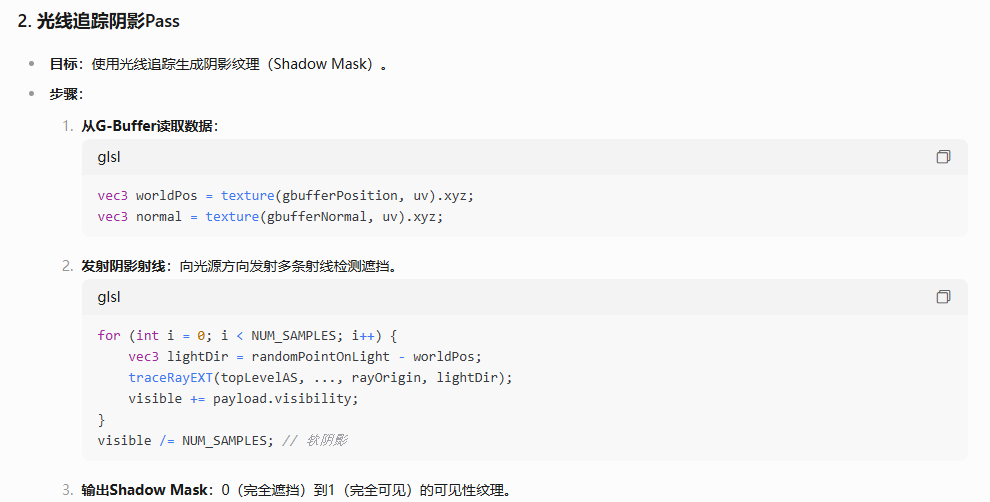 2. 光线追踪阴影Pass
目标：使用光线追踪生成阴影纹理（Shadow Mask）。
步骤：
1. 从G-Buffer读取数据：
glsl
vec3 worldPos = texture(gbufferPosition, uv).xyz;
vec3 normal = texture(gbufferNormal, uv).xyz;
2. 发射阴影射线：向光源方向发射多条射线检测遮挡。
glsl
for (int i = 0; i < NUM_SAMPLES; i++) {
    vec3 lightDir = randomPointOnLight - worldPos;
    traceRayEXT(topLevelAS, ..., rayOrigin, lightDir);
    visible += payload.visibility;
}
visible /= NUM_SAMPLES; // 软阴影
3. 输出Shadow Mask：0（完全遮挡）到1（完全可见）的可见性纹理。